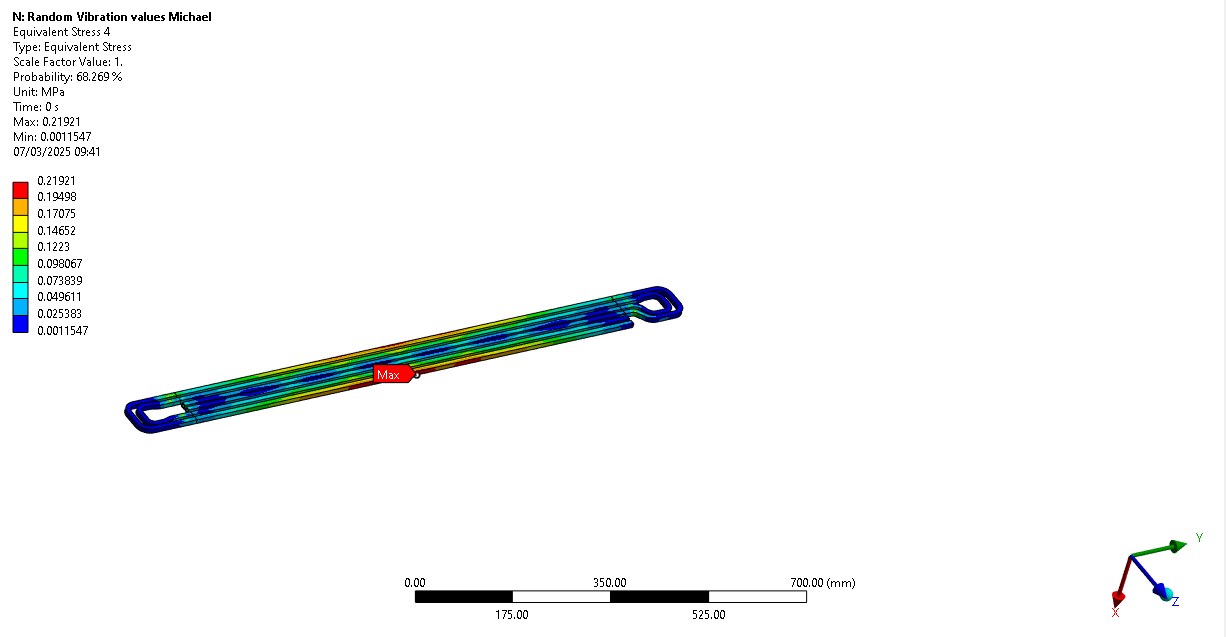 N: Random Vibration values Michael
Equivalent Stress 4
Type: Equivalent Stress
Scale Factor Value: 1.
Probability: 68.269 %
Unit: MPa
Time: 0 s
Max: 0.21921
Min: 0.0011547
07/03/2025 09:41
0.21921
0.19498
0.17075
0.14652
0.1223
0.098067
0.073839
0.049611
0.025383
0.0011547
Max
Y
Z
X
0.00 350.00 700.00 (mm)
175.00 525.00